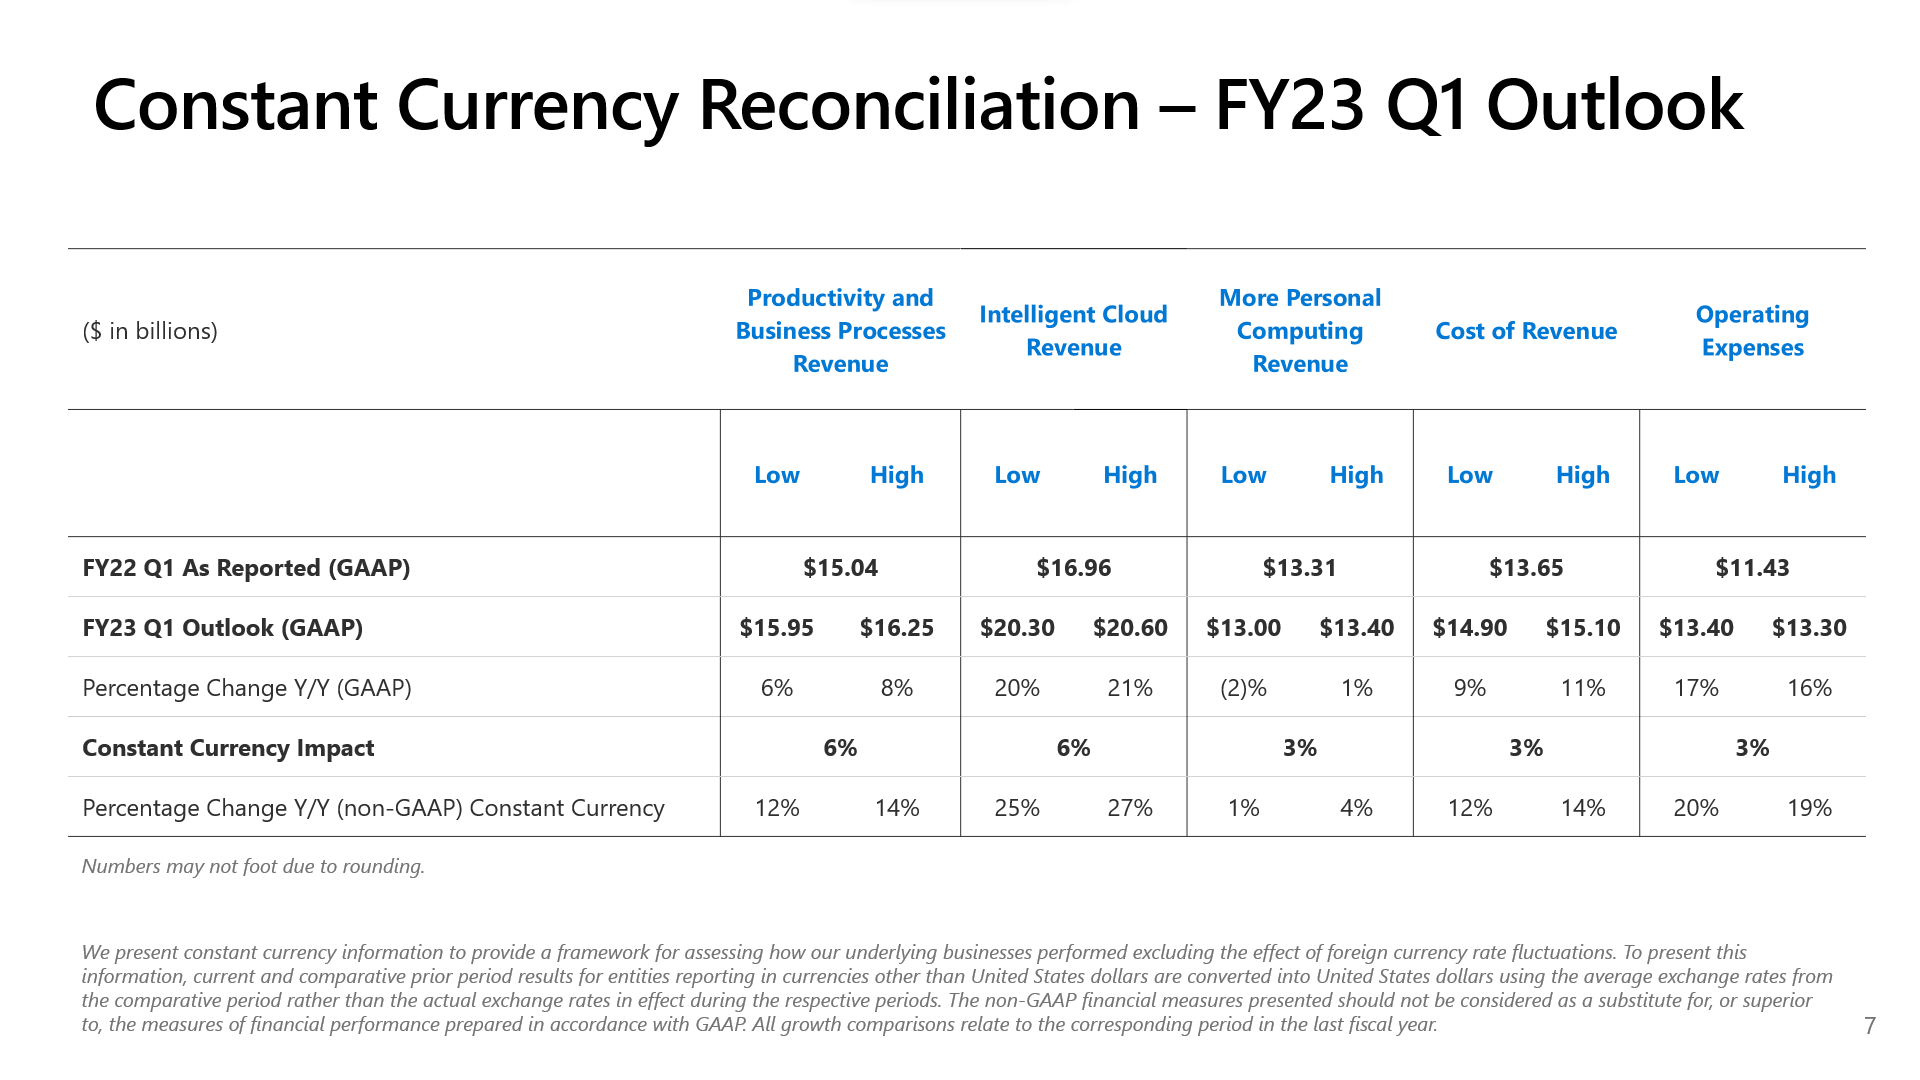 Constant Currency Reconciliation – FY23 Q1 Outlook
($ in billions)
Productivity and
Business Processes
Revenue
Intelligent Cloud
Revenue
More Personal
Computing
Revenue
Cost of Revenue
Operating
Expenses
Low High Low High Low High Low High Low High
FY22 Q1 As Reported (GAAP) $15.04 $16.96 $13.31 $13.65 $11.43
FY23 Q1 Outlook (GAAP) $15.95 $16.25 $20.30 $20.60 $13.00 $13.40 $14.90 $15.10 $13.40 $13.30
Percentage Change Y/Y (GAAP) 6% 8% 20% 21% (2)% 1% 9% 11% 17% 16%
Constant Currency Impact 6% 6% 3% 3% 3%
Percentage Change Y/Y (non-GAAP) Constant Currency 12% 14% 25% 27% 1% 4% 12% 14% 20% 19%
Numbers may not foot due to rounding.
We present constant currency information to provide a framework for assessing how our underlying businesses performed excluding the effect of foreign currency rate fluctuations. To present this
information, current and comparative prior period results for entities reporting in currencies other than United States dollars are converted into United States dollars using the average exchange rates from
the comparative period rather than the actual exchange rates in effect during the respective periods. The non-GAAP financial measures presented should not be considered as a substitute for, or superior
to, the measures of financial performance prepared in accordance with GAAP. All growth comparisons relate to the corresponding period in the last fiscal year.
7